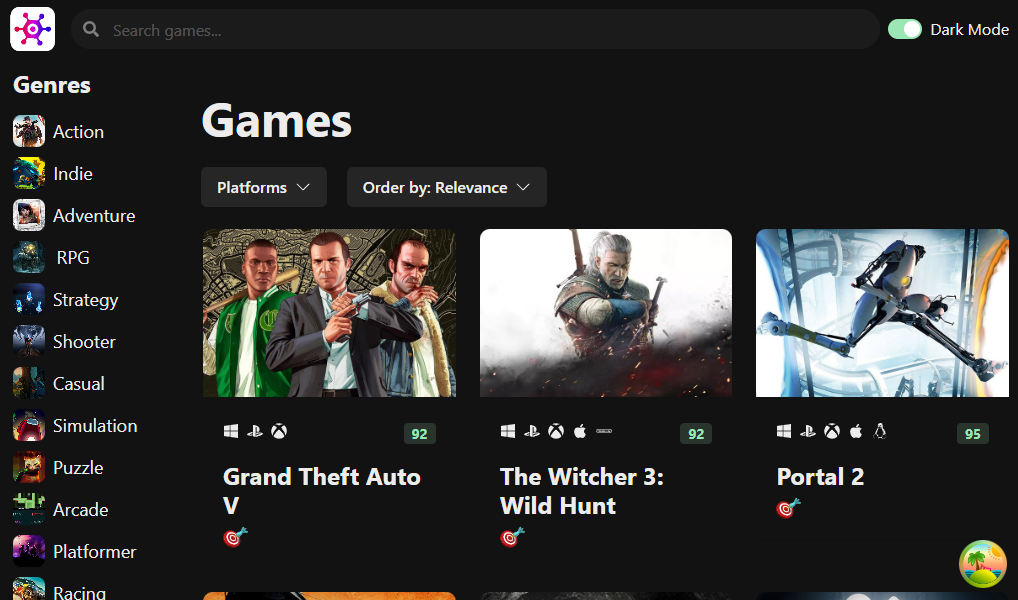 Search games...
Dark Mode
Genres
Action
Indie
Adventure
RPG
Strategy
Shooter
Casual
Simulation
Puzzle
Arcade
Platformer
Racing
Games
Platforms
Order by: Relevance
92
Grand Theft Auto
V
92
The Witcher 3:
Wild Hunt
95
Portal 2